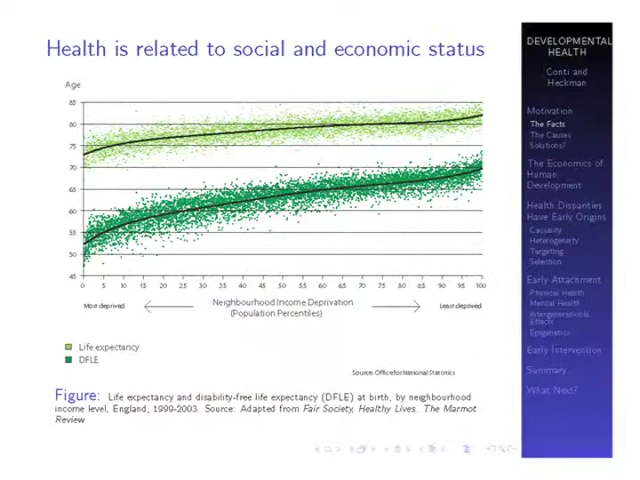 Health is related to social and economic status
Age
85
80
75
70
65
60
55
50
45
0 5 10 15 20 25 30 35 40 45 50 55 60 65 70 75 80 85 90 95 100
Most deprived
Neighbourhood Income Deprivation
(Population Percentiles)
Least deprived
Life expectancy
DFLE
Source: Office for National Statistics
Figure: Life expectancy and disability-free life expectancy (DFLE) at birth, by neighbourhood
income level, England, 1999-2003. Source: Adapted from Fair Society, Healthy Lives. The Marmot
Review
DEVELOPMENTAL
HEALTH
Conti and
Heckman
Motivation
The Facts
The Causes
Solutions?
The Economics of
Human
Development
Health Disparities
Have Early Origins
Causality
Heterogeneity
Targeting
Selection
Early Attachment
Physical Health
Mental Health
Intergenerational
Effects
Epigenetics
Early Intervention
Summary
What Next?